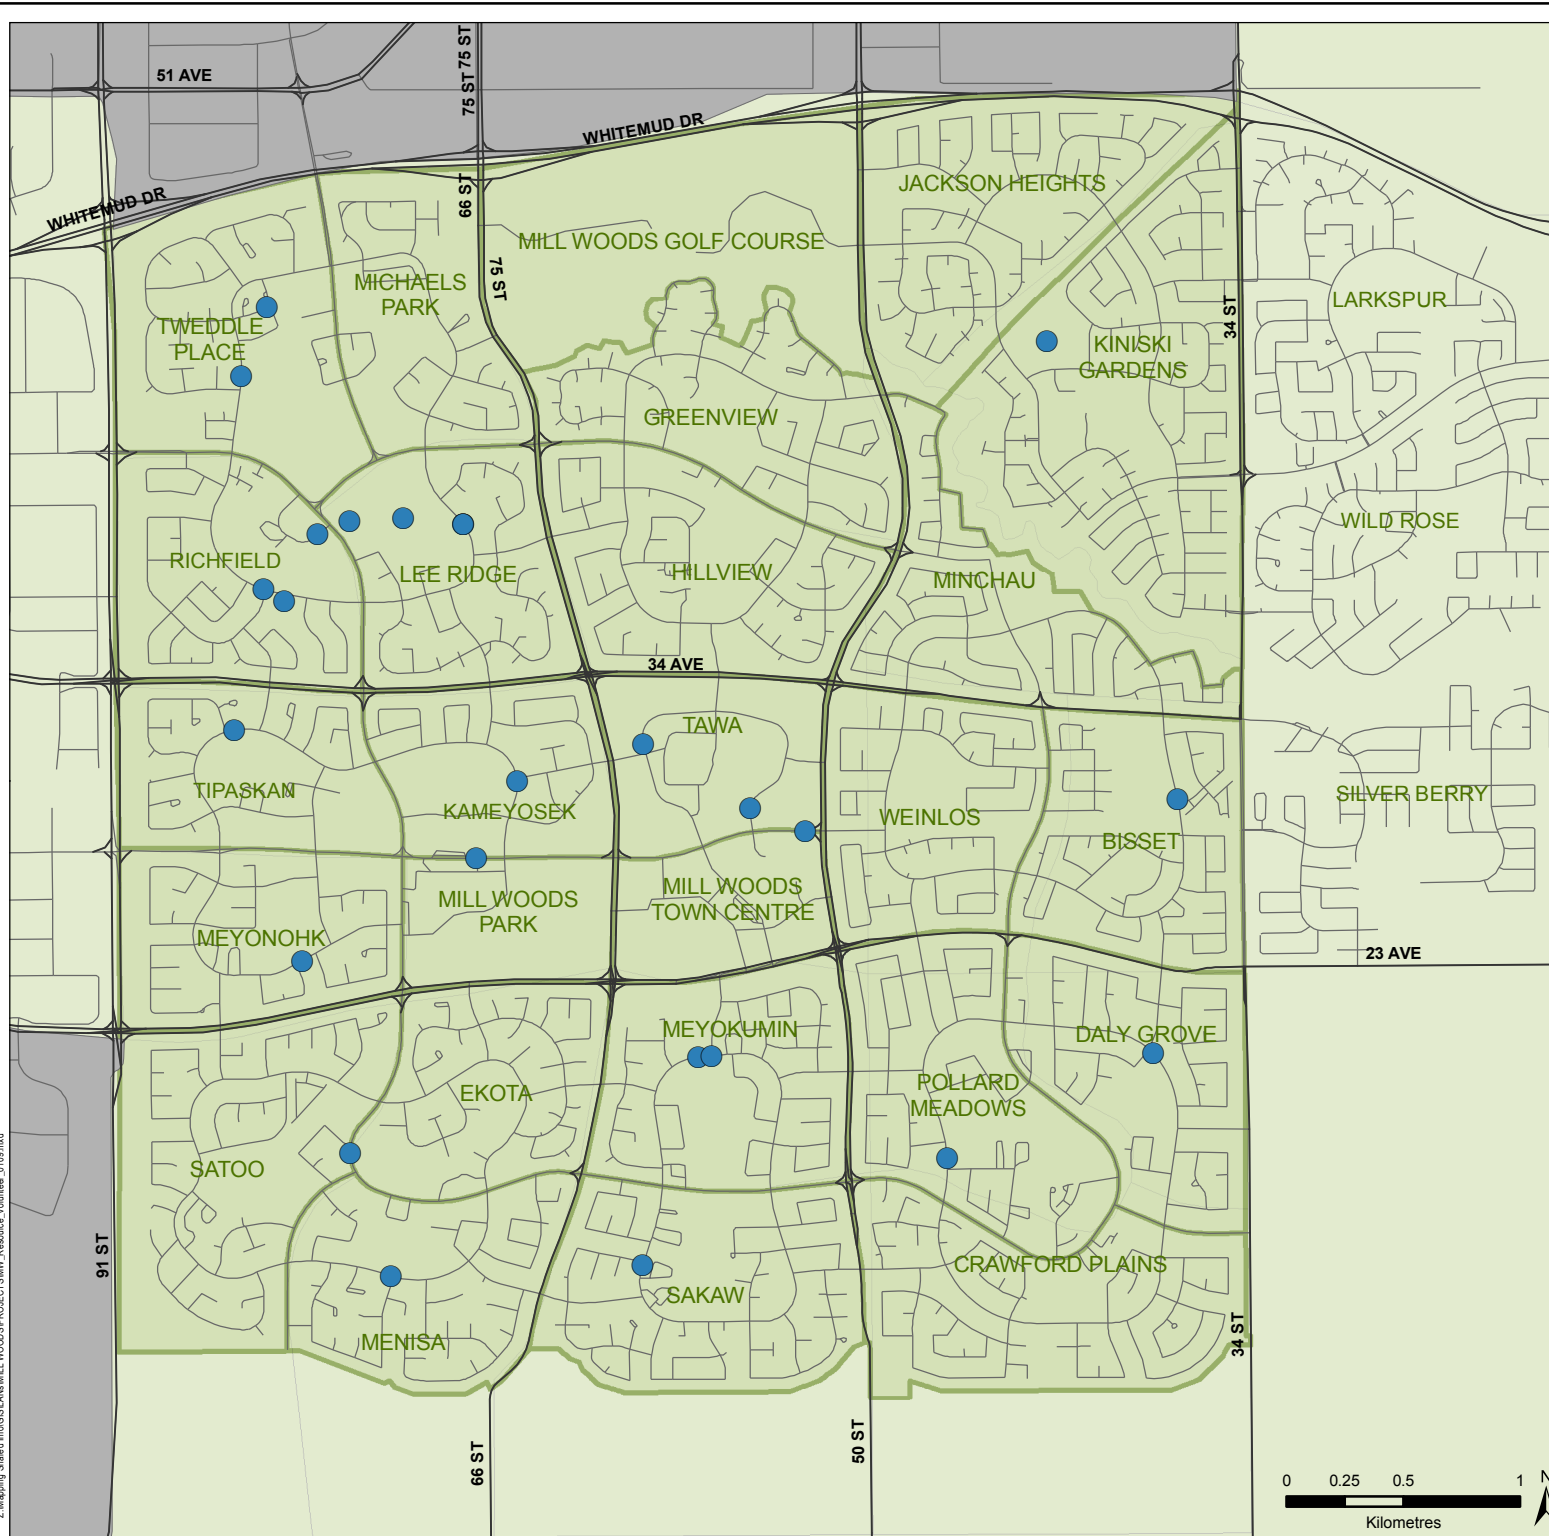 75 ST
75 ST
51 AVE
WHITEMUD DR
WHITEMUD DR
66 ST
JACKSON HEIGHTS
MILL WOODS GOLF COURSE
75 ST
MICHAELS
PARK
LARKSPUR
34 ST
TWEDDLE
PLACE
KINISKI
GARDENS
GREENVIEW
WILD ROSE
RICHFIELD
LEE RIDGE
HILLVIEW
MINCHAU
34 AVE
TAWA
TIPASKAN
KAMEYOSEK
WEINLOS
SILVER BERRY
BISSET
MILL WOODS
PARK
MILL WOODS
TOWN CENTRE
MEYONOHK
23 AVE
MEYOKUMIN
DALY GROVE
EKOTA
POLLARD
MEADOWS
SATOO
91 ST
CRAWFORD PLAINS
SAKAW
MENISA
34 ST
66 ST
50 ST
0 0.25 0.5 1
Kilometres
N